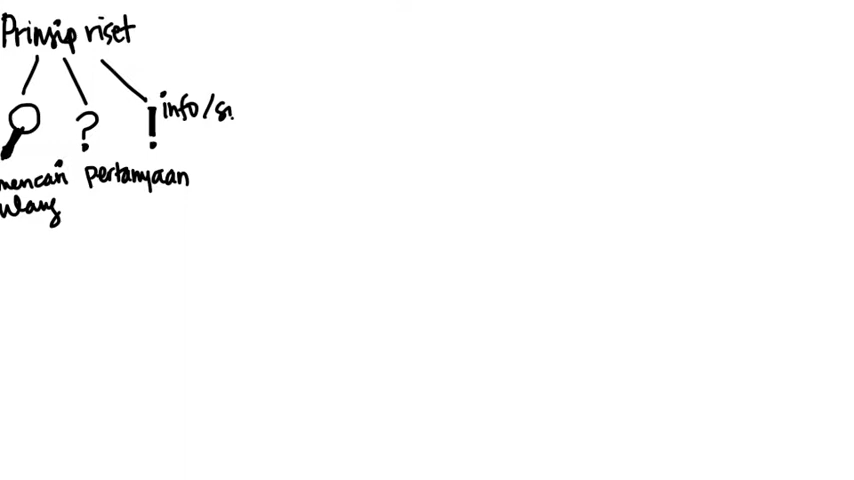 Prinsip riset
info/s
? !
mencari pertanyaan
ulang